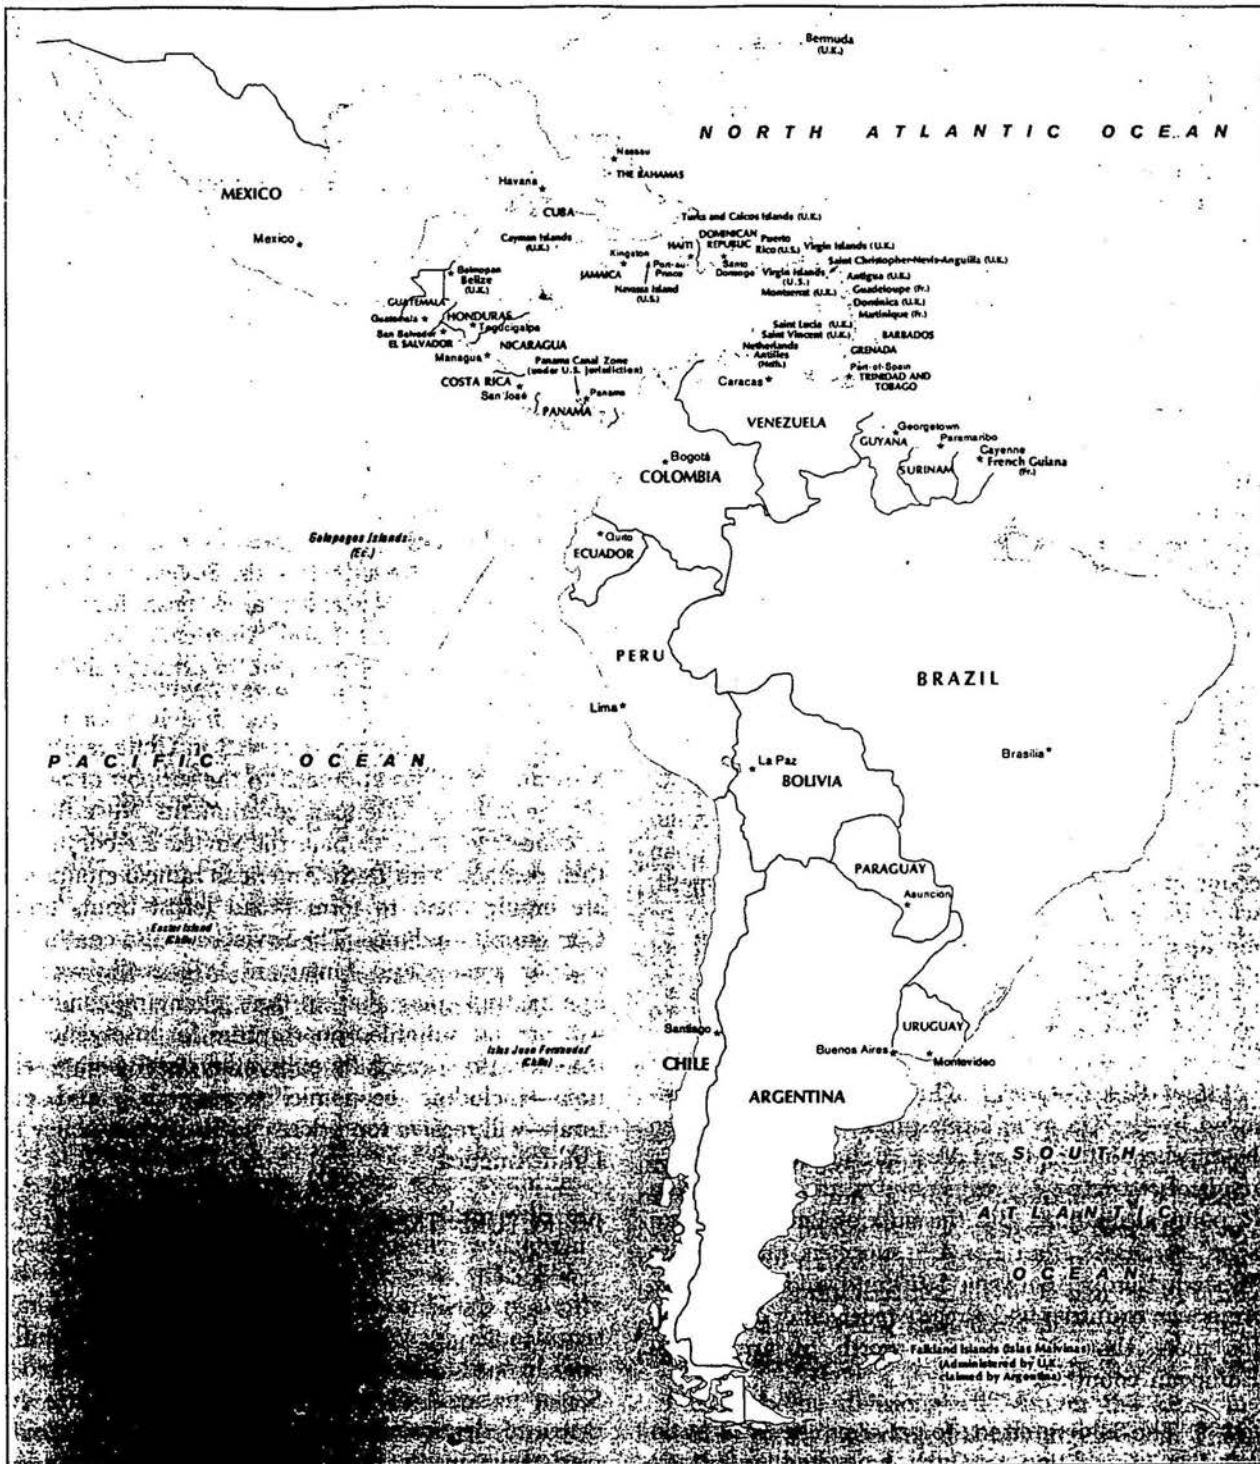 Bermuda
(U.K.)
NORTH ATLANTIC OCEAN
Nassau
THE BAHAMAS
Havana
MEXICO
CUBA
Turks and Caicos Islands (U.K.)
Mexico
Cayman Islands
(U.K.)
DOMINICAN
REPUBLIC
HAITI
Puerto
Rico (U.S.)
Virgin Islands (U.K.)
Kingston
JAMAICA
Port-au-
Prince
Santo
Domingo
Saint Christopher-Nevis-Anguilla (U.K.)
Virgin Islands
(U.S.)
Antigua (U.K.)
Navassa Island
(U.S.)
Montserrat (U.K.)
Guadeloupe (Fr.)
Dominica (U.K.)
Martinique (Fr.)
Belmopan
Belize
(U.K.)
GUATEMALA
Guatemala
HONDURAS
Tegucigalpa
San Salvador
EL SALVADOR
NICARAGUA
Managua
Saint Lucia (U.K.)
Saint Vincent (U.K.)
BARBADOS
Netherlands
Antilles
(Neth.)
GRENADA
Panama Canal Zone
(under U.S. jurisdiction)
Port-of-Spain
TRINIDAD AND
TOBAGO
Caracas
COSTA RICA
San José
Panama
PANAMA
VENEZUELA
Georgetown
GUYANA
Paramaribo
Cayenne
French Guiana
(Fr.)
SURINAM
Bogotá
COLOMBIA
Galapagos Islands
(Ec.)
Quito
ECUADOR
PERU
BRAZIL
Lima
Brasília
PACIFIC OCEAN
La Paz
BOLIVIA
PARAGUAY
Asunción
Easter Island
(Chile)
Santiago
URUGUAY
Islas Juan Fernandez
(Chile)
Buenos Aires
Montevideo
CHILE
ARGENTINA
SOUTH
ATLANTIC
OCEAN
Falkland Islands (Islas Malvinas)
(Administered by U.K.
claimed by Argentina)